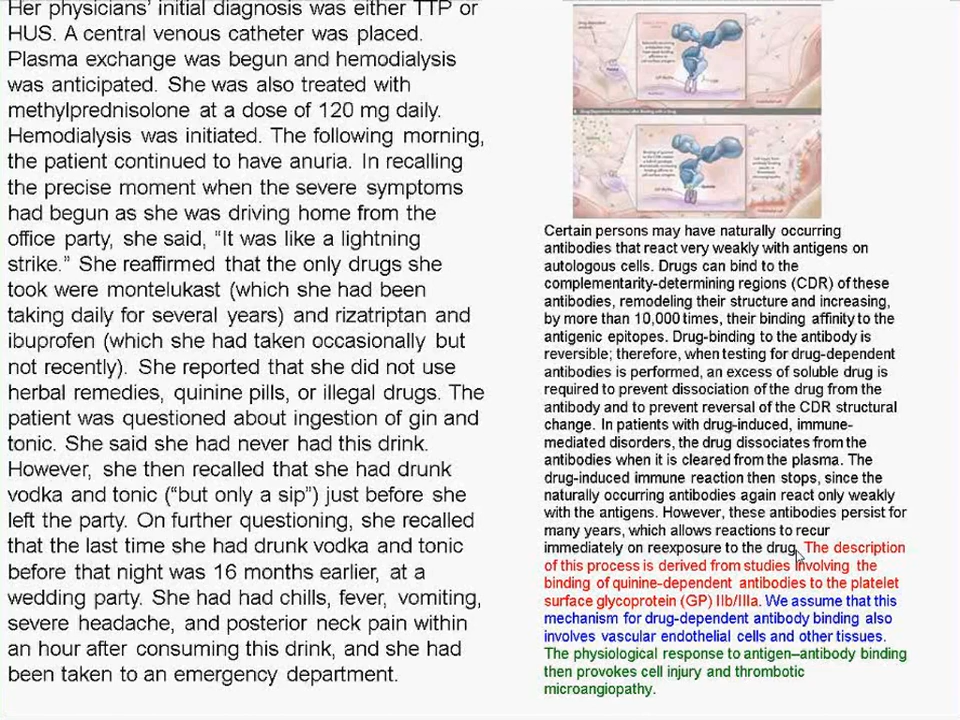 Her physicians' initial diagnosis was either TTP or
HUS. A central venous catheter was placed.
Plasma exchange was begun and hemodialysis
was anticipated. She was also treated with
methylprednisolone at a dose of 120 mg daily.
Hemodialysis was initiated. The following morning,
the patient continued to have anuria. In recalling
the precise moment when the severe symptoms
had begun as she was driving home from the
office party, she said, “It was like a lightning
strike.” She reaffirmed that the only drugs she
took were montelukast (which she had been
taking daily for several years) and rizatriptan and
ibuprofen (which she had taken occasionally but
not recently). She reported that she did not use
herbal remedies, quinine pills, or illegal drugs. The
patient was questioned about ingestion of gin and
tonic. She said she had never had this drink.
However, she then recalled that she had drunk
vodka and tonic (“but only a sip”) just before she
left the party. On further questioning, she recalled
that the last time she had drunk vodka and tonic
before that night was 16 months earlier, at a
wedding party. She had had chills, fever, vomiting,
severe headache, and posterior neck pain within
an hour after consuming this drink, and she had
been taken to an emergency department.
Certain persons may have naturally occurring
antibodies that react very weakly with antigens on
autologous cells. Drugs can bind to the
complementarity-determining regions (CDR) of these
antibodies, remodeling their structure and increasing,
by more than 10,000 times, their binding affinity to the
antigenic epitopes. Drug-binding to the antibody is
reversible; therefore, when testing for drug-dependent
antibodies is performed, an excess of soluble drug is
required to prevent dissociation of the drug from the
antibody and to prevent reversal of the CDR structural
change. In patients with drug-induced, immune-
mediated disorders, the drug dissociates from the
antibodies when it is cleared from the plasma. The
drug-induced immune reaction then stops, since the
naturally occurring antibodies again react only weakly
with the antigens. However, these antibodies persist for
many years, which allows reactions to recur
immediately on reexposure to the drug. The description
of this process is derived from studies involving the
binding of quinine-dependent antibodies to the platelet
surface glycoprotein (GP) IIb/IIIa. We assume that this
mechanism for drug-dependent antibody binding also
involves vascular endothelial cells and other tissues.
The physiological response to antigen–antibody binding
then provokes cell injury and thrombotic
microangiopathy.